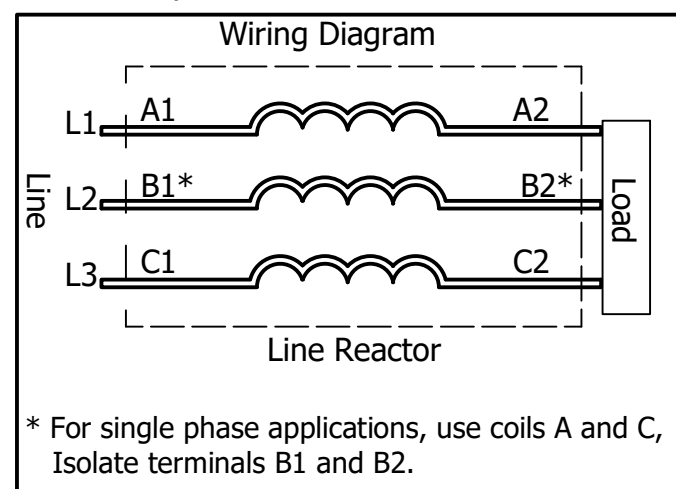 Wiring Diagram
L1 A1 A2
Line L2 B1* B2* Load
L3 C1 C2
Line Reactor
* For single phase applications, use coils A and C,
Isolate terminals B1 and B2.